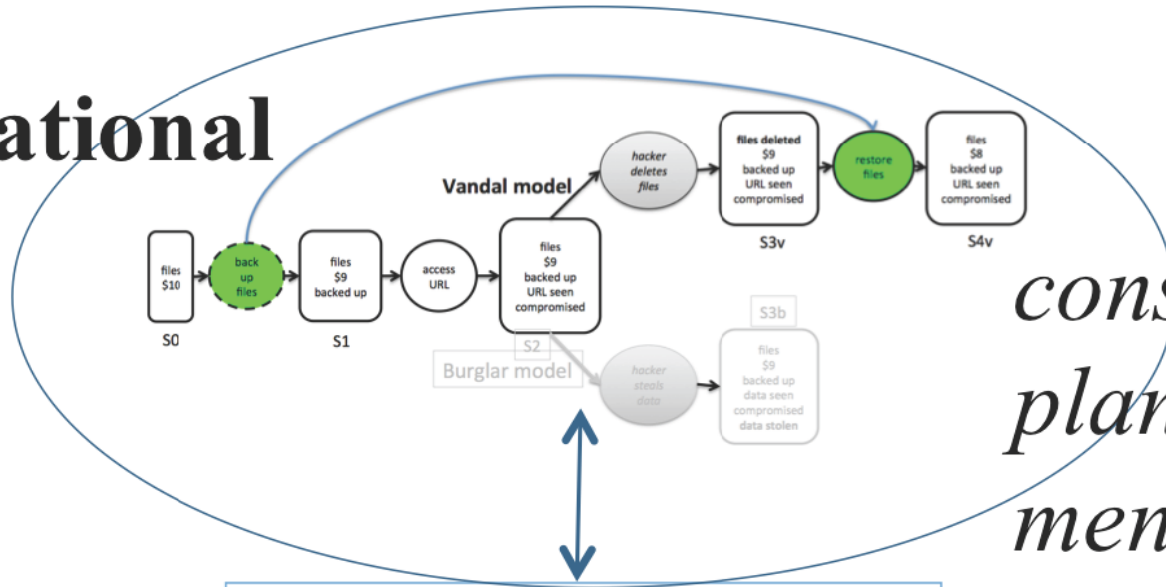 ational
Vandal model
hacker
deletes
files
files deleted
$9
backed up
URL seen
compromised
S3v
restore
files
files
$8
backed up
URL seen
compromised
S4v
files
$10
S0
back
up
files
files
$9
backed up
S1
access
URL
files
$9
backed up
URL seen
compromised
S2
Burglar model
hacker
steals
data
S3b
files
$9
backed up
data seen
compromised
data stolen
cons
plan
men